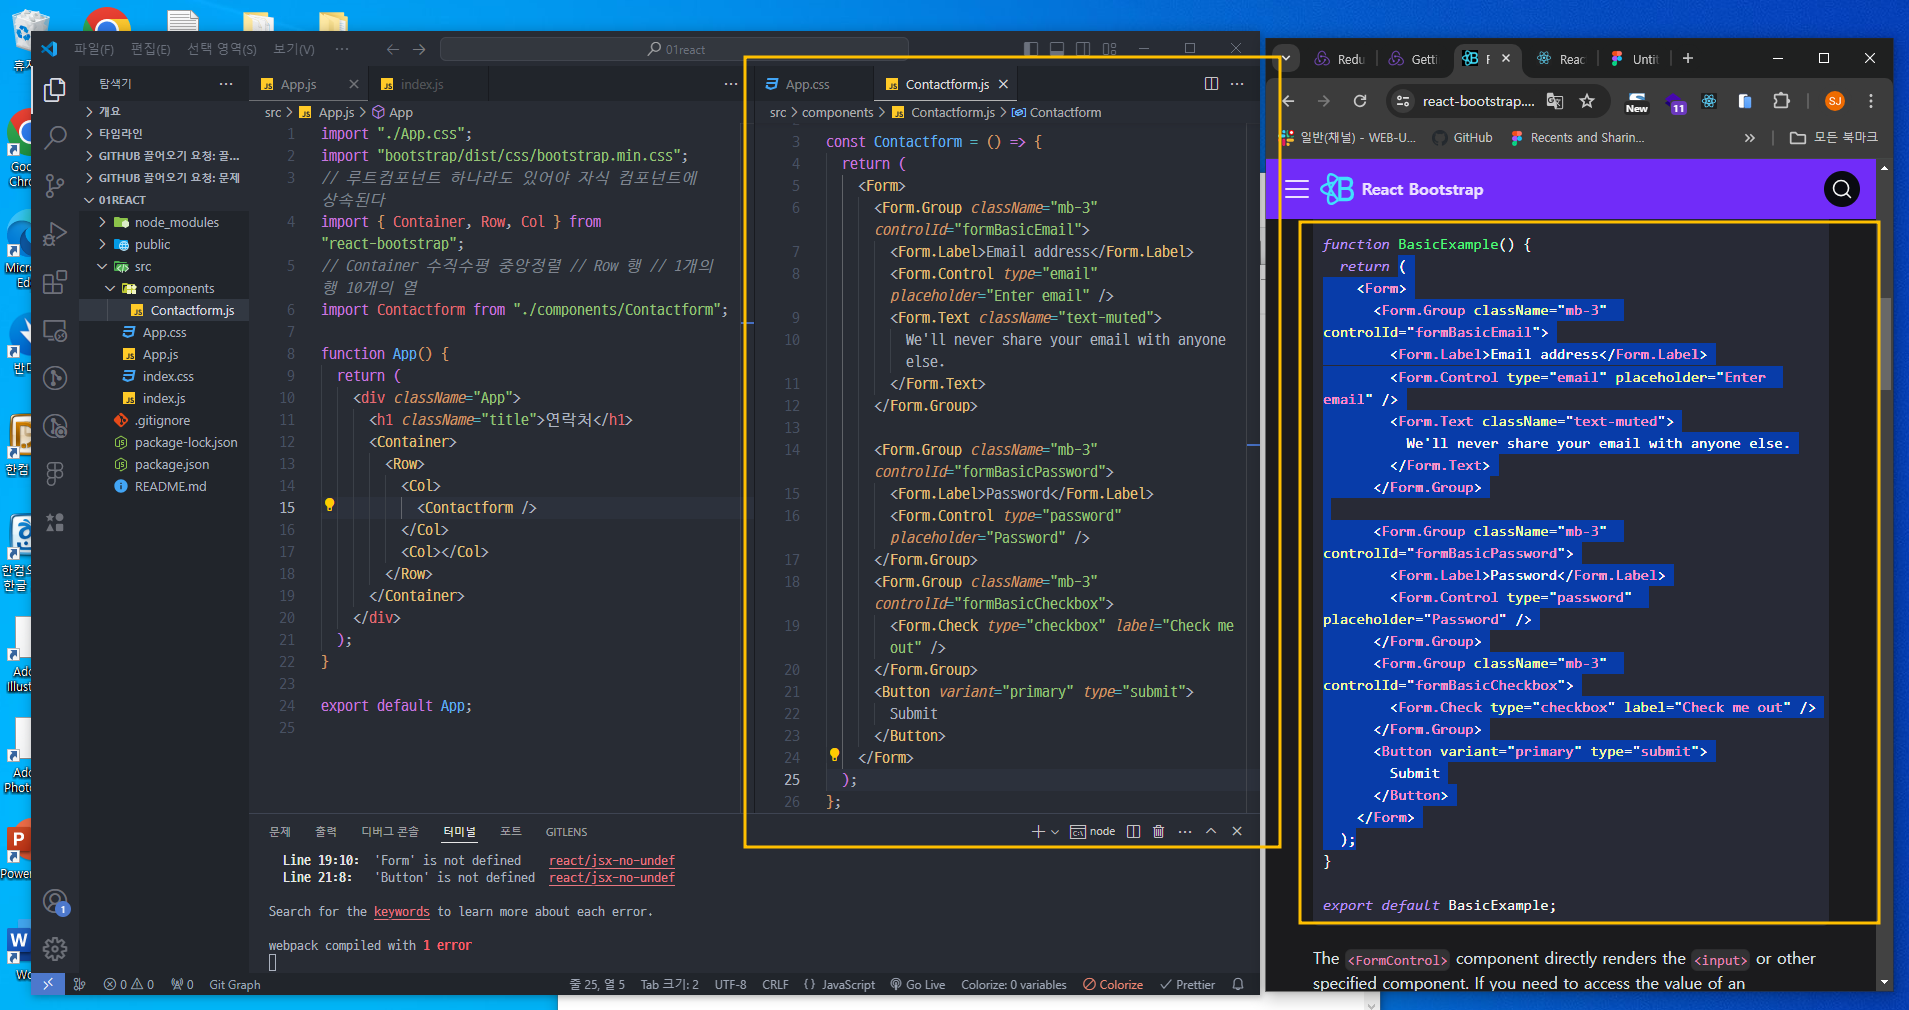 파일(F) 편집(E) 선택 영역(S) 보기(V) ··· 01react
탐색기
개요
타임라인
GITHUB 끌어오기 요청: 끌...
GITHUB 끌어오기 요청: 문제
01REACT
node_modules
public
src
components
Contactform.js
App.css
App.js
index.css
index.js
.gitignore
package-lock.json
package.json
README.md
App.js index.js
src > App.js > App
1 import "./App.css";
2 import "bootstrap/dist/css/bootstrap.min.css";
3 // 루트컴포넌트 하나라도 있어야 자식 컴포넌트에
상속된다
4 import { Container, Row, Col } from
"react-bootstrap";
5 // Container 수직수평 중앙정렬 // Row 행 // 1개의
행 10개의 열
6 import Contactform from "./components/Contactform";
7
8 function App() {
9 return (
10 <div className="App">
11 <h1 className="title">연락처</h1>
12 <Container>
13 <Row>
14 <Col>
15 <Contactform />
16 </Col>
17 <Col></Col>
18 </Row>
19 </Container>
20 </div>
21 );
22 }
23
24 export default App;
25
App.css Contactform.js
src > components > Contactform.js > Contactform
3 const Contactform = () => {
4 return (
5 <Form>
6 <Form.Group className="mb-3"
controlId="formBasicEmail">
7 <Form.Label>Email address</Form.Label>
8 <Form.Control type="email"
placeholder="Enter email" />
9 <Form.Text className="text-muted">
10 We'll never share your email with anyone
else.
11 </Form.Text>
12 </Form.Group>
13
14 <Form.Group className="mb-3"
controlId="formBasicPassword">
15 <Form.Label>Password</Form.Label>
16 <Form.Control type="password"
placeholder="Password" />
17 </Form.Group>
18 <Form.Group className="mb-3"
controlId="formBasicCheckbox">
19 <Form.Check type="checkbox" label="Check me
out" />
20 </Form.Group>
21 <Button variant="primary" type="submit">
22 Submit
23 </Button>
24 </Form>
25 );
26 };
문제 출력 디버그 콘솔 터미널 포트 GITLENS node
Line 19:10: 'Form' is not defined react/jsx-no-undef
Line 21:8: 'Button' is not defined react/jsx-no-undef
Search for the keywords to learn more about each error.
webpack compiled with 1 error
0 0 0 Git Graph 줄 25, 열 5 Tab 크기: 2 UTF-8 CRLF {} JavaScript Go Live Colorize: 0 variables Colorize Prettier
Redu Getti Reac Unti
react-bootstrap.... New 11 SJ
일반(채널) - WEB-U... GitHub Recents and Sharin... 모든 북마크
React Bootstrap
function BasicExample() {
return (
<Form>
<Form.Group className="mb-3"
controlId="formBasicEmail">
<Form.Label>Email address</Form.Label>
<Form.Control type="email" placeholder="Enter
email" />
<Form.Text className="text-muted">
We'll never share your email with anyone else.
</Form.Text>
</Form.Group>
<Form.Group className="mb-3"
controlId="formBasicPassword">
<Form.Label>Password</Form.Label>
<Form.Control type="password"
placeholder="Password" />
</Form.Group>
<Form.Group className="mb-3"
controlId="formBasicCheckbox">
<Form.Check type="checkbox" label="Check me out" />
</Form.Group>
<Button variant="primary" type="submit">
Submit
</Button>
</Form>
);
}
export default BasicExample;
The <FormControl> component directly renders the <input> or other
specified component. If you need to access the value of an